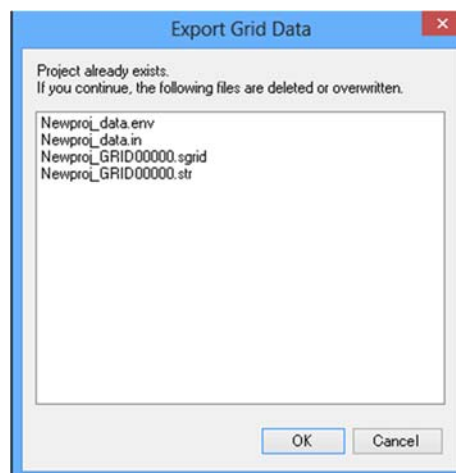 Export Grid Data
Project already exists.
If you continue, the following files are deleted or overwritten.
Newproj_data.env
Newproj_data.in
Newproj_GRID00000.sgrid
Newproj_GRID00000.str
OK
Cancel